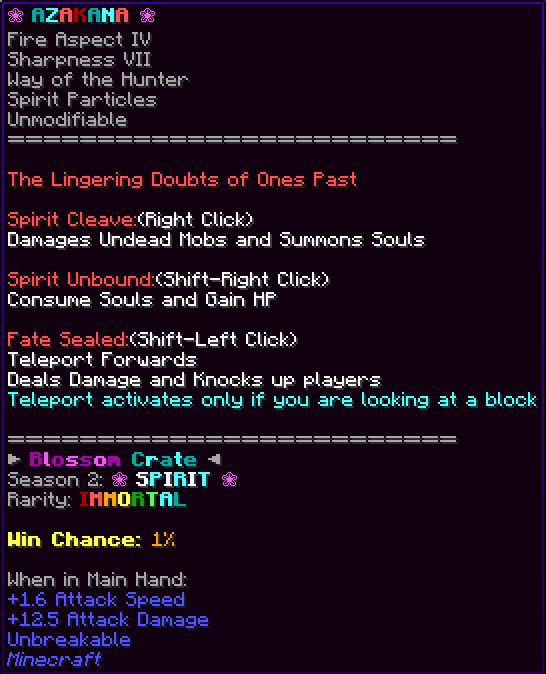 ❀ AZAKANA ❀
Fire Aspect IV
Sharpness VII
Way of the Hunter
Spirit Particles
Unmodifiable
=========================
The Lingering Doubts of Ones Past
Spirit Cleave:(Right Click)
Damages Undead Mobs and Summons Souls
Spirit Unbound:(Shift-Right Click)
Consume Souls and Gain HP
Fate Sealed:(Shift-Left Click)
Teleport Forwards
Deals Damage and Knocks up players
Teleport activates only if you are looking at a block
=========================
► Blossom Crate ◄
Season 2: ❀ SPIRIT ❀
Rarity: IMMORTAL
Win Chance: 1%
When in Main Hand:
+1.6 Attack Speed
+12.5 Attack Damage
Unbreakable
Minecraft